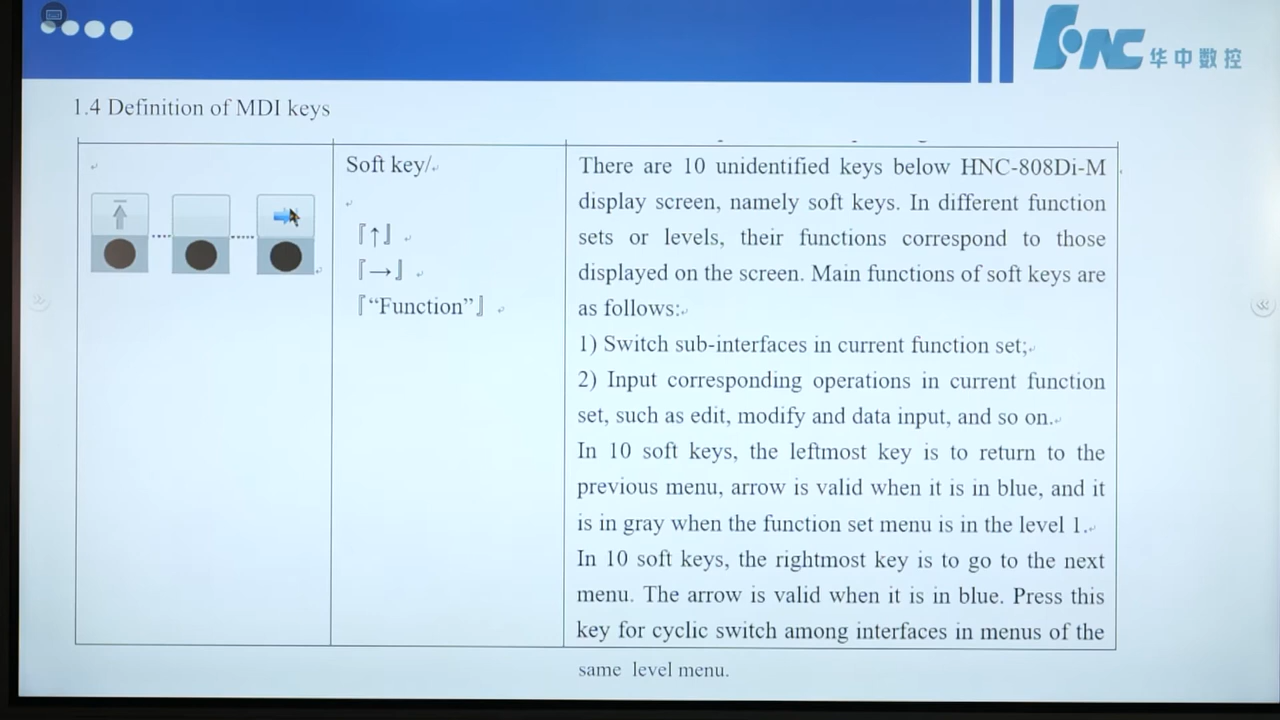 HNC 华中数控
1.4 Definition of MDI keys
Soft key/
『↑』
『→』
『“Function”』
There are 10 unidentified keys below HNC-808Di-M
display screen, namely soft keys. In different function
sets or levels, their functions correspond to those
displayed on the screen. Main functions of soft keys are
as follows:
1) Switch sub-interfaces in current function set;
2) Input corresponding operations in current function
set, such as edit, modify and data input, and so on.
In 10 soft keys, the leftmost key is to return to the
previous menu, arrow is valid when it is in blue, and it
is in gray when the function set menu is in the level 1.
In 10 soft keys, the rightmost key is to go to the next
menu. The arrow is valid when it is in blue. Press this
key for cyclic switch among interfaces in menus of the
same level menu.